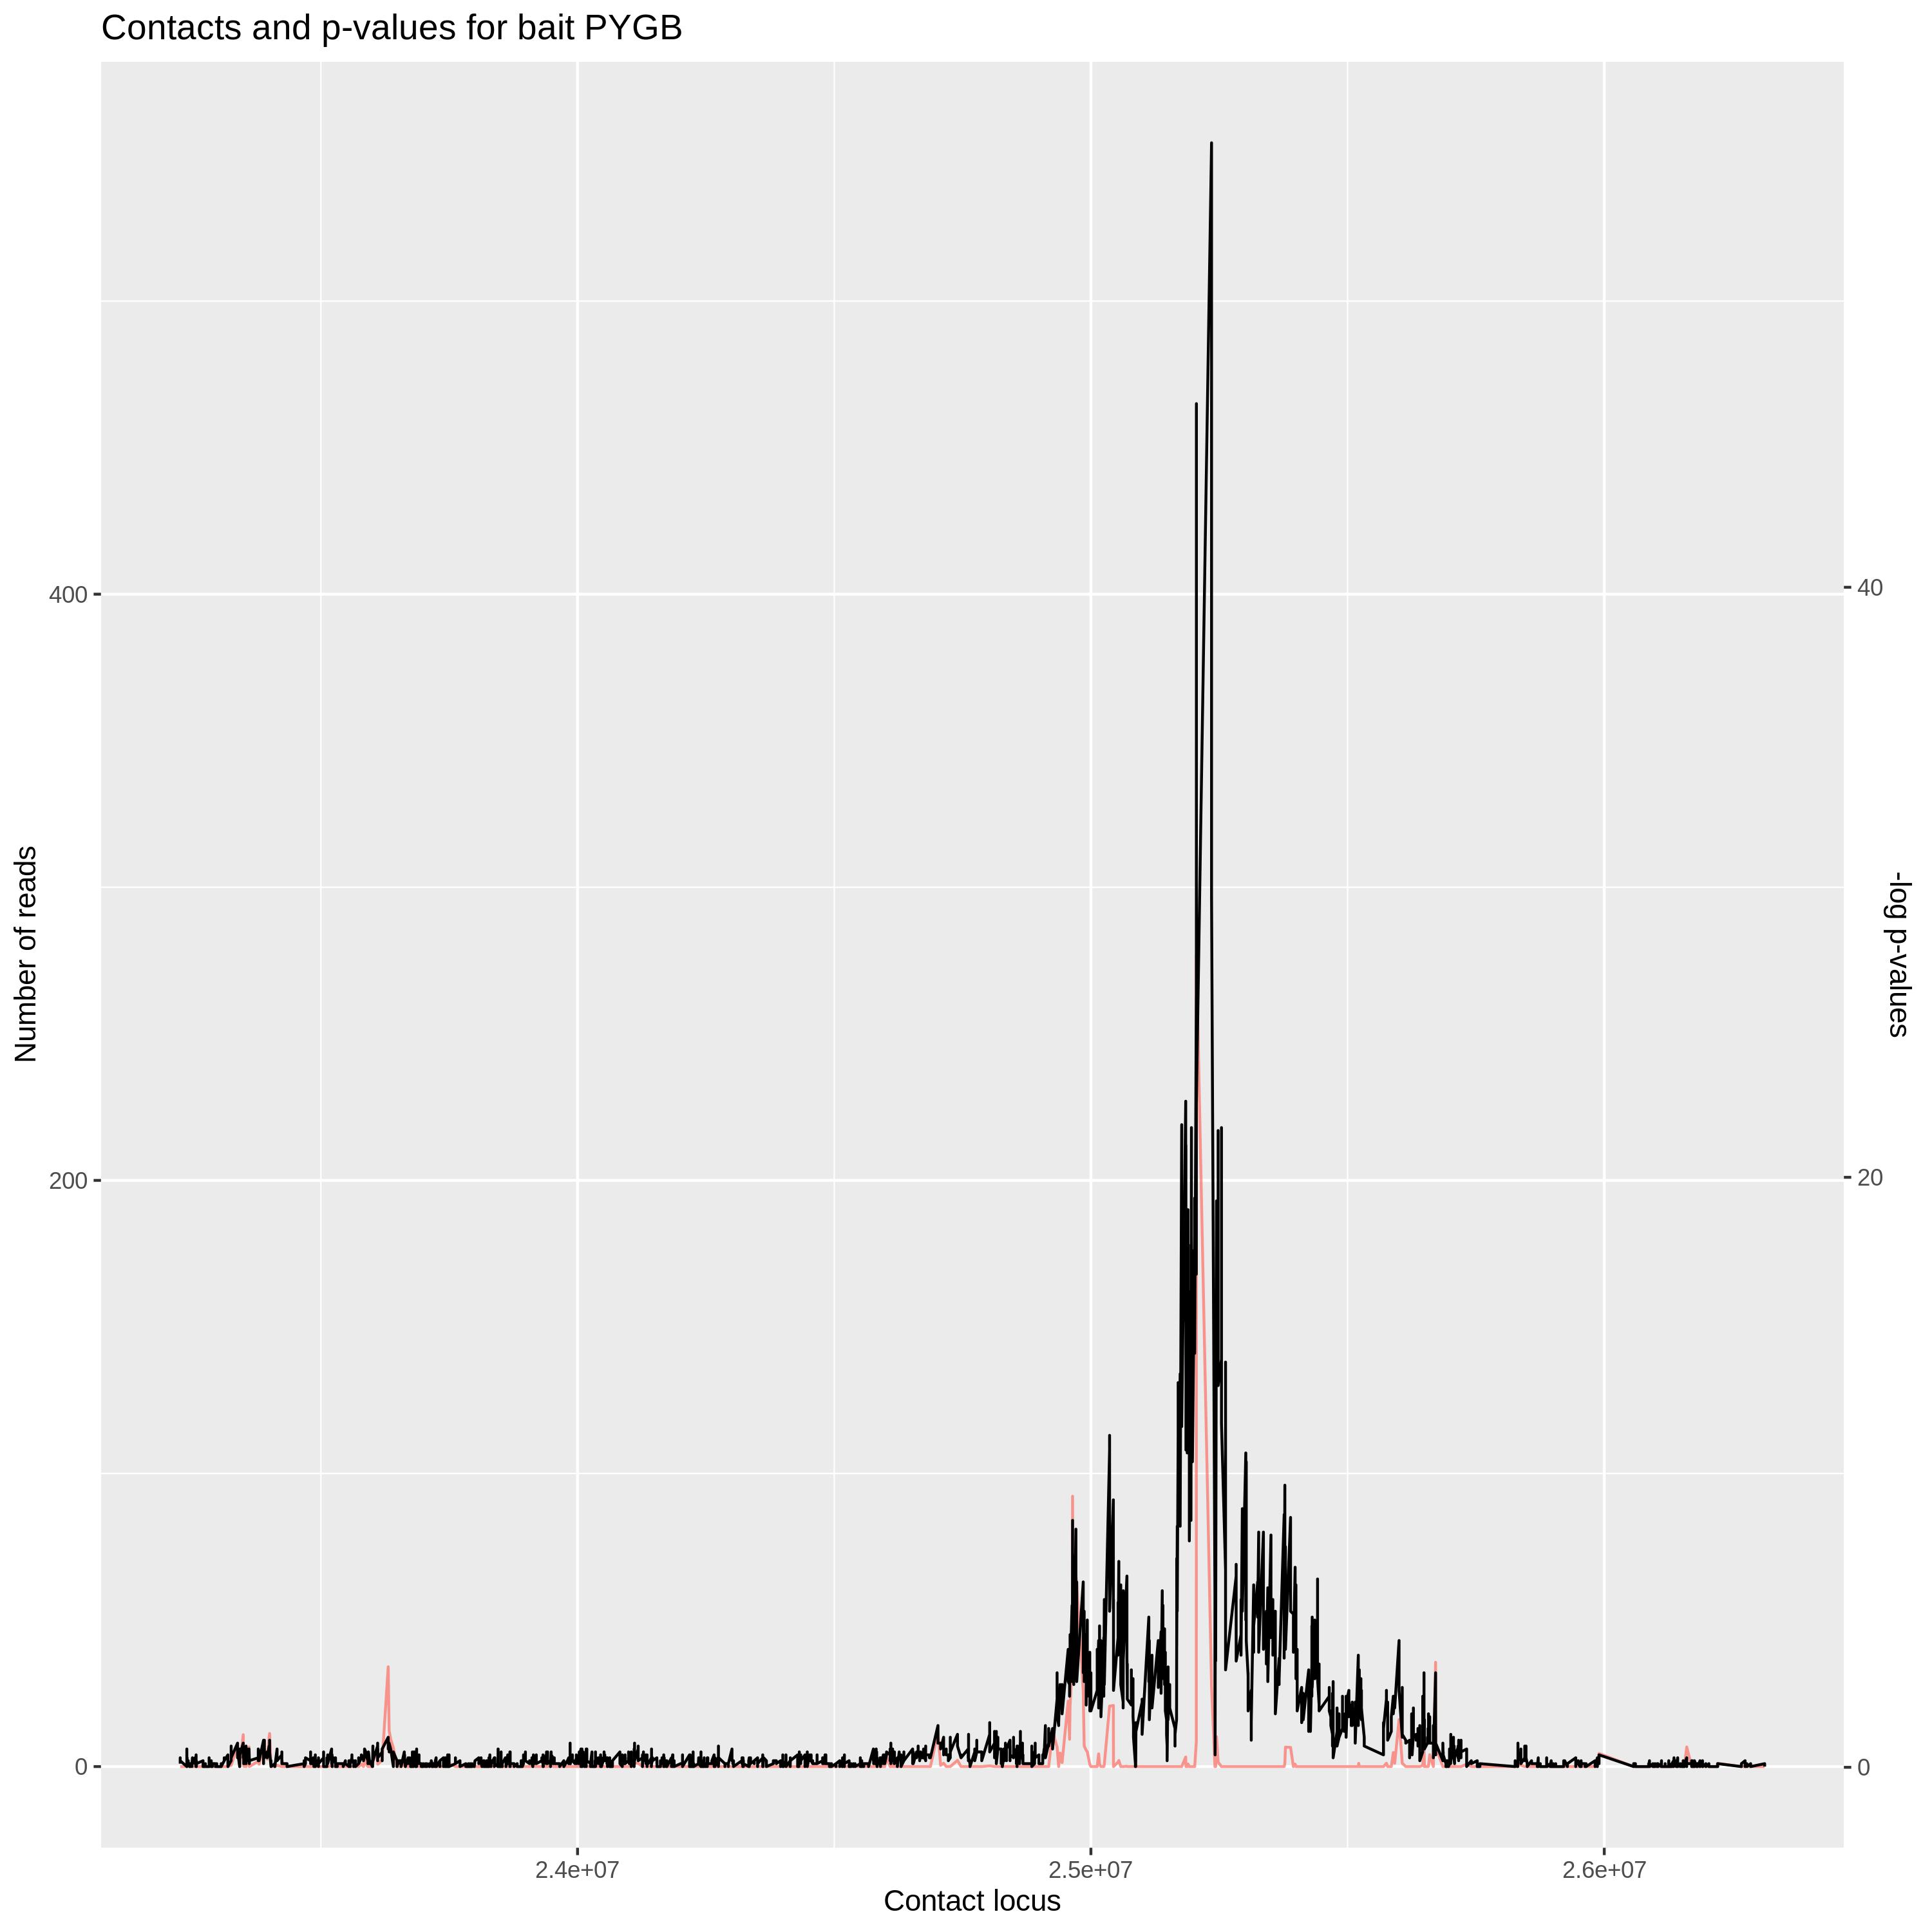 Contacts and p-values for bait PYGB
400
200
0
Number of reads
40
20
0
-log p-values
2.4e+07
2.5e+07
2.6e+07
Contact locus